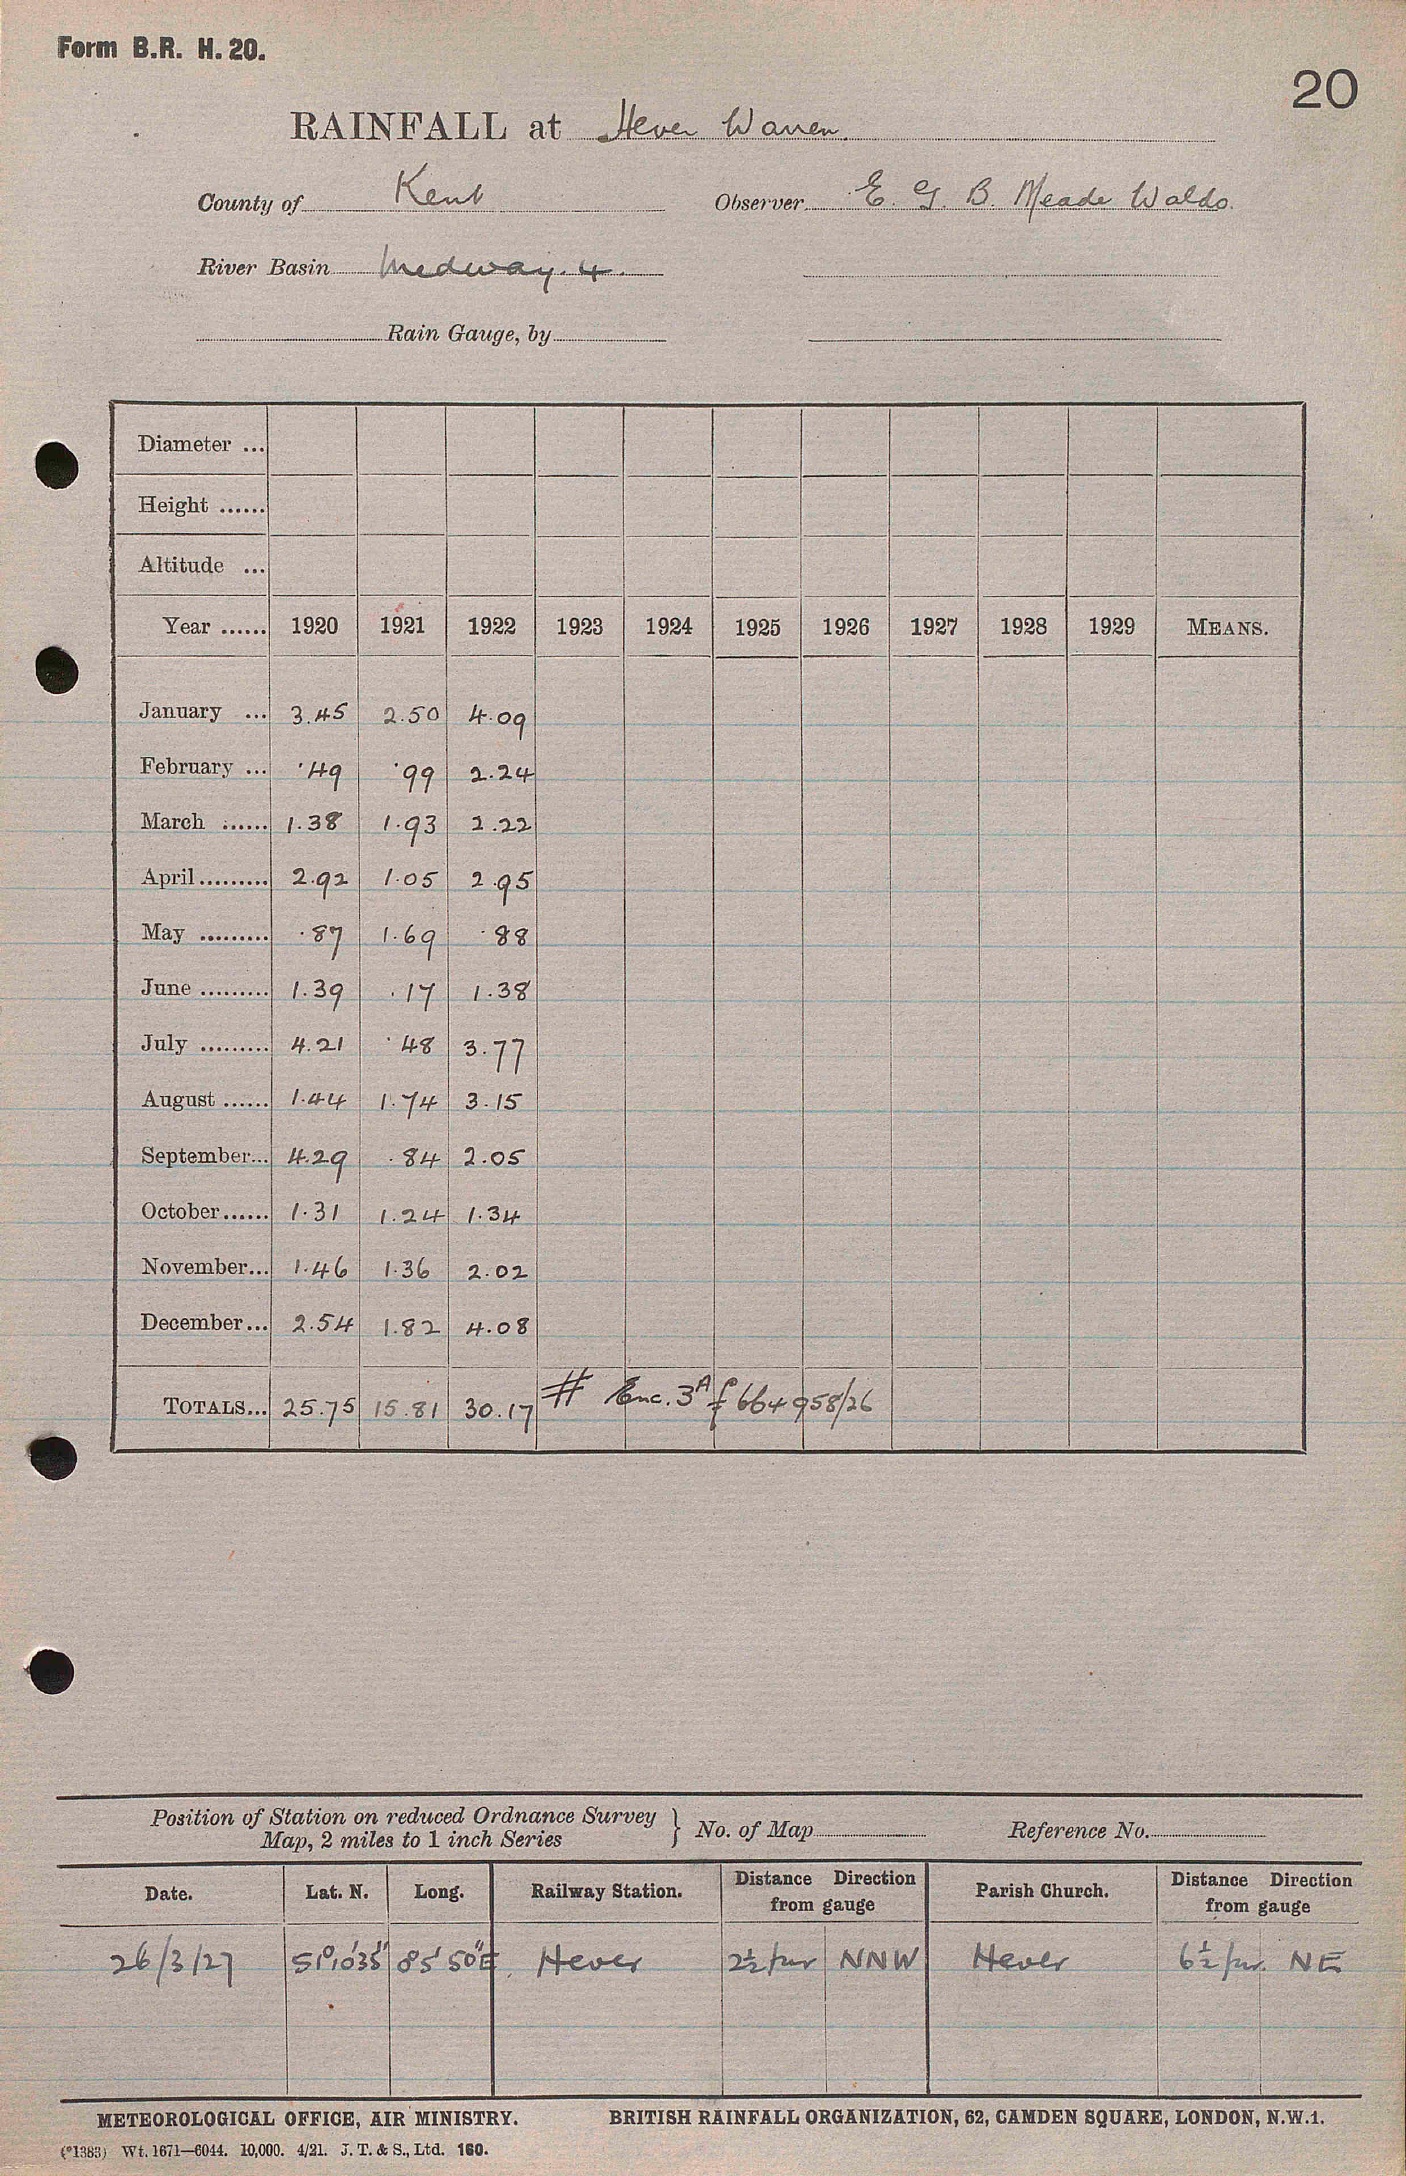 Form B.R. H. 20.
20
RAINFALL at Hever Warren.
County of Kent Observer E. G. B. Meade Waldo.
River Basin Medway. 4.
Rain Gauge, by
Diameter ...
Height ......
Altitude ...
Year ...... 1920 1921 1922 1923 1924 1925 1926 1927 1928 1929 MEANS.
January ... 3.45 2.50 4.09
February ... .49 .99 2.24
March ...... 1.38 1.93 2.22
April ......... 2.92 1.05 2.95
May ......... .87 1.69 .88
June ......... 1.39 .17 1.38
July ......... 4.21 .48 3.77
August ...... 1.44 1.74 3.15
September... 4.29 .84 2.05
October...... 1.31 1.24 1.34
November... 1.46 1.36 2.02
December... 2.54 1.82 4.08
TOTALS... 25.75 15.81 30.17 # Enc. 3A f 664958/26
Position of Station on reduced Ordnance Survey
Map, 2 miles to 1 inch Series } No. of Map Reference No.
Date. Lat. N. Long. Railway Station. Distance Direction from gauge Parish Church. Distance Direction from gauge
26/3/27 51°10'35" 0°5'50"E Hever 2½ fur NNW Hever 6½ fur. NE
METEOROLOGICAL OFFICE, AIR MINISTRY. BRITISH RAINFALL ORGANIZATION, 62, CAMDEN SQUARE, LONDON, N.W.1.
(*1383) Wt. 1671—6044. 10,000. 4/21. J. T. & S., Ltd. 160.